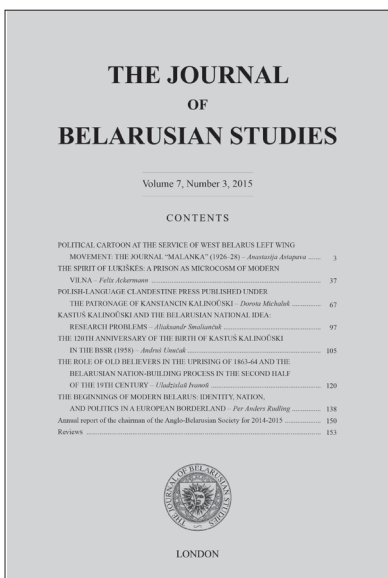 THE JOURNAL
OF
BELARUSIAN STUDIES
Volume 7, Number 3, 2015
CONTENTS
POLITICAL CARTOON AT THE SERVICE OF WEST BELARUS LEFT WING
MOVEMENT: THE JOURNAL “MALANKA” (1926–28) – Anastasija Astapava ...... 3
THE SPIRIT OF LUKIŠKĖS: A PRISON AS MICROCOSM OF MODERN
VILNA – Felix Ackermann ...... 37
POLISH-LANGUAGE CLANDESTINE PRESS PUBLISHED UNDER
THE PATRONAGE OF KANSTANCIN KALINOŬSKI – Dorota Michaluk ...... 67
KASTUŚ KALINOŬSKI AND THE BELARUSIAN NATIONAL IDEA:
RESEARCH PROBLEMS – Aliaksandr Smaliančuk ...... 97
THE 120TH ANNIVERSARY OF THE BIRTH OF KASTUŚ KALINOŬSKI
IN THE BSSR (1958) – Andrei Unučak ...... 105
THE ROLE OF OLD BELIEVERS IN THE UPRISING OF 1863-64 AND THE
BELARUSIAN NATION-BUILDING PROCESS IN THE SECOND HALF
OF THE 19TH CENTURY – Uladzislaŭ Ivanoŭ ...... 120
THE BEGINNINGS OF MODERN BELARUS: IDENTITY, NATION,
AND POLITICS IN A EUROPEAN BORDERLAND – Per Anders Rudling ...... 138
Annual report of the chairman of the Anglo-Belarusian Society for 2014-2015 ...... 150
Reviews ...... 153
THE JOURNAL OF BELARUSIAN STUDIES
LONDON